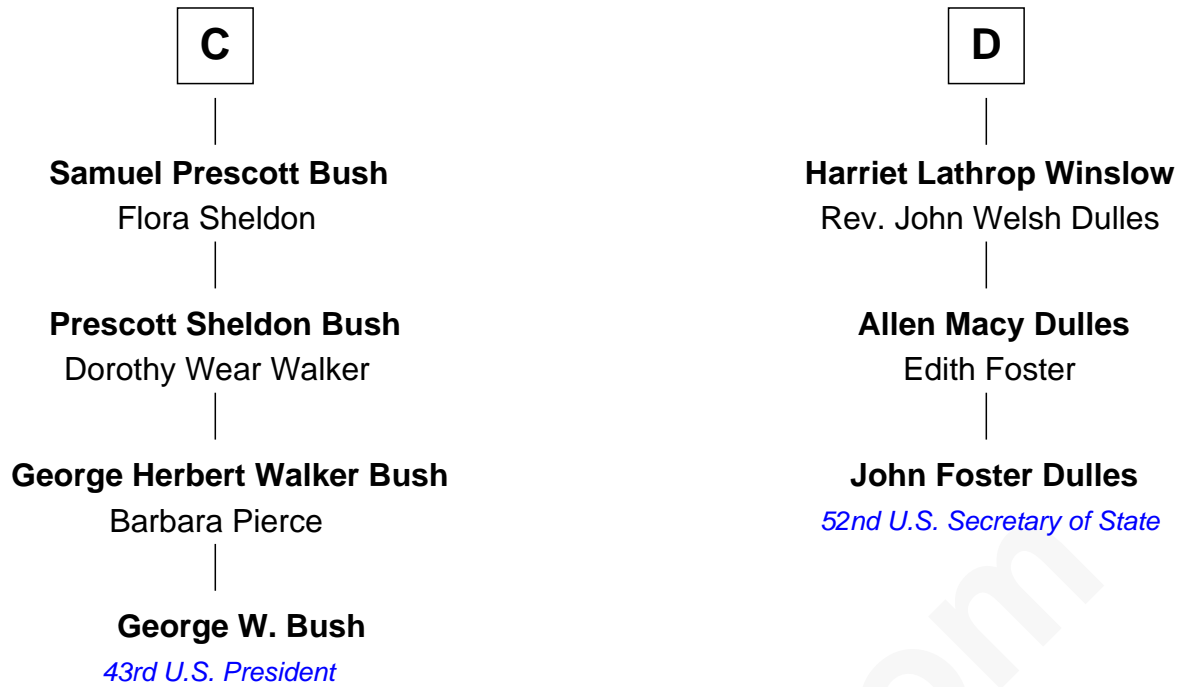 C
Samuel Prescott Bush
Flora Sheldon
Prescott Sheldon Bush
Dorothy Wear Walker
George Herbert Walker Bush
Barbara Pierce
George W. Bush
43rd U.S. President
D
Harriet Lathrop Winslow
Rev. John Welsh Dulles
Allen Macy Dulles
Edith Foster
John Foster Dulles
52nd U.S. Secretary of State
om